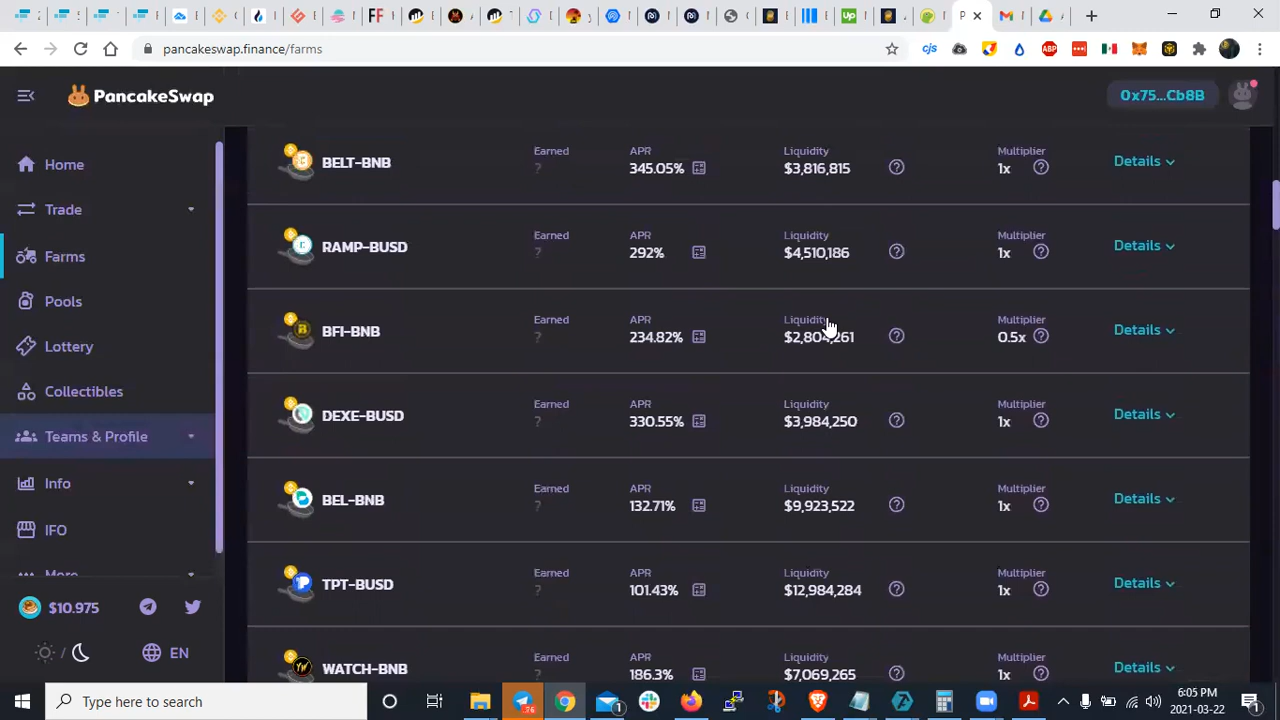 pancakeswap.finance/farms
cjs
ABP
PancakeSwap
0x75...Cb8B
Home
Trade
Farms
Pools
Lottery
Collectibles
Teams & Profile
Info
IFO
More
$10.975
EN
BELT-BNB
Earned
?
APR
345.05%
Liquidity
$3,816,815
Multiplier
1x
Details
RAMP-BUSD
Earned
?
APR
292%
Liquidity
$4,510,186
Multiplier
1x
Details
BFI-BNB
Earned
?
APR
234.82%
Liquidity
$2,804,261
Multiplier
0.5x
Details
DEXE-BUSD
Earned
?
APR
330.55%
Liquidity
$3,984,250
Multiplier
1x
Details
BEL-BNB
Earned
?
APR
132.71%
Liquidity
$9,923,522
Multiplier
1x
Details
TPT-BUSD
Earned
?
APR
101.43%
Liquidity
$12,984,284
Multiplier
1x
Details
WATCH-BNB
Earned
?
APR
186.3%
Liquidity
$7,069,265
Multiplier
1x
Details
Type here to search
6:05 PM
2021-03-22